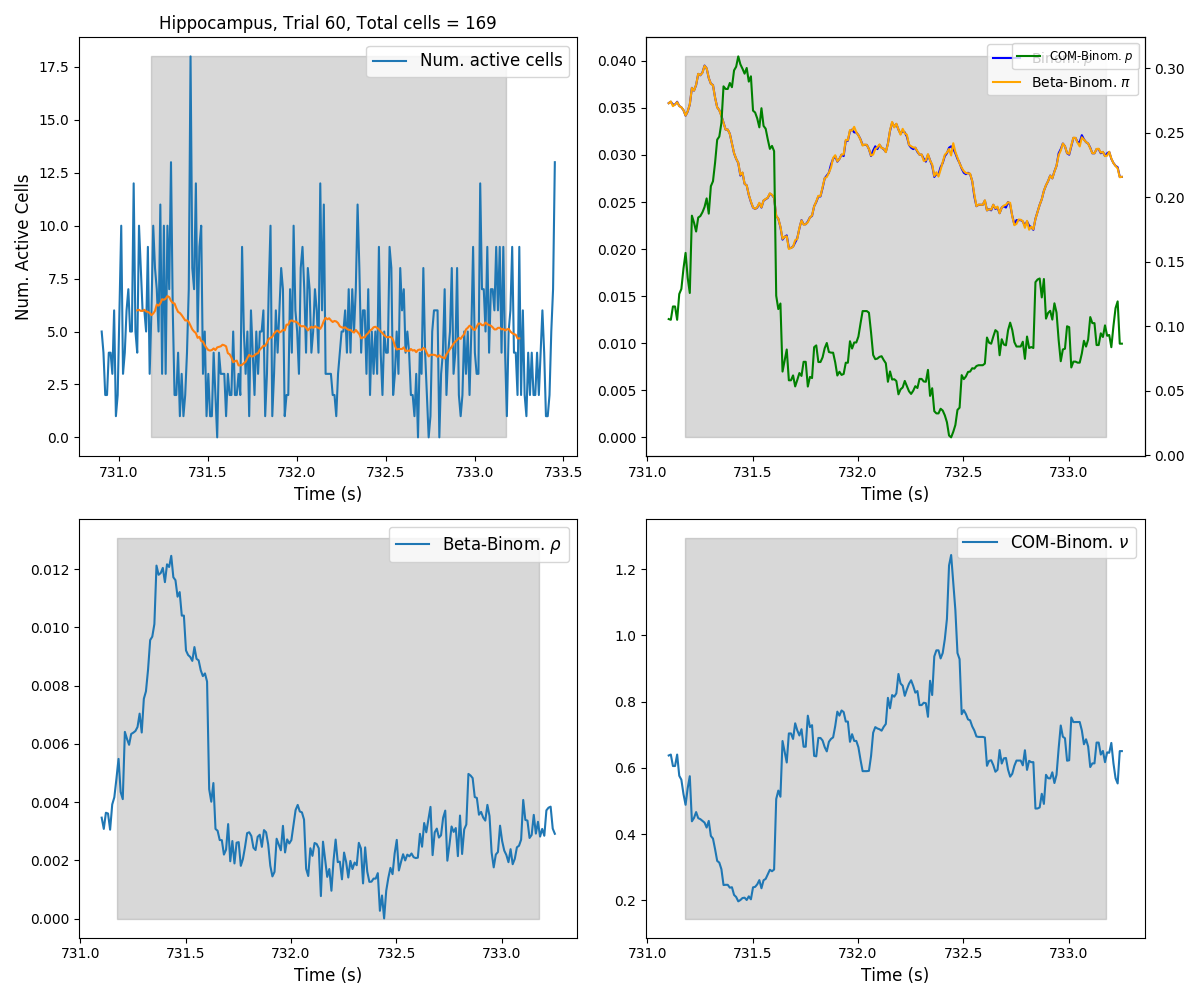 Hippocampus, Trial 60, Total cells = 169
Num. active cells
17.5
15.0
12.5
10.0
7.5
5.0
2.5
0.0
Num. Active Cells
731.0 731.5 732.0 732.5 733.0 733.5
Time (s)
COM-Binom. p
Beta-Binom. π
0.040
0.035
0.030
0.025
0.020
0.015
0.010
0.005
0.000
0.30
0.25
0.20
0.15
0.10
0.05
0.00
731.0 731.5 732.0 732.5 733.0
Time (s)
Beta-Binom. ρ
0.012
0.010
0.008
0.006
0.004
0.002
0.000
731.0 731.5 732.0 732.5 733.0
Time (s)
COM-Binom. ν
1.2
1.0
0.8
0.6
0.4
0.2
731.0 731.5 732.0 732.5 733.0
Time (s)